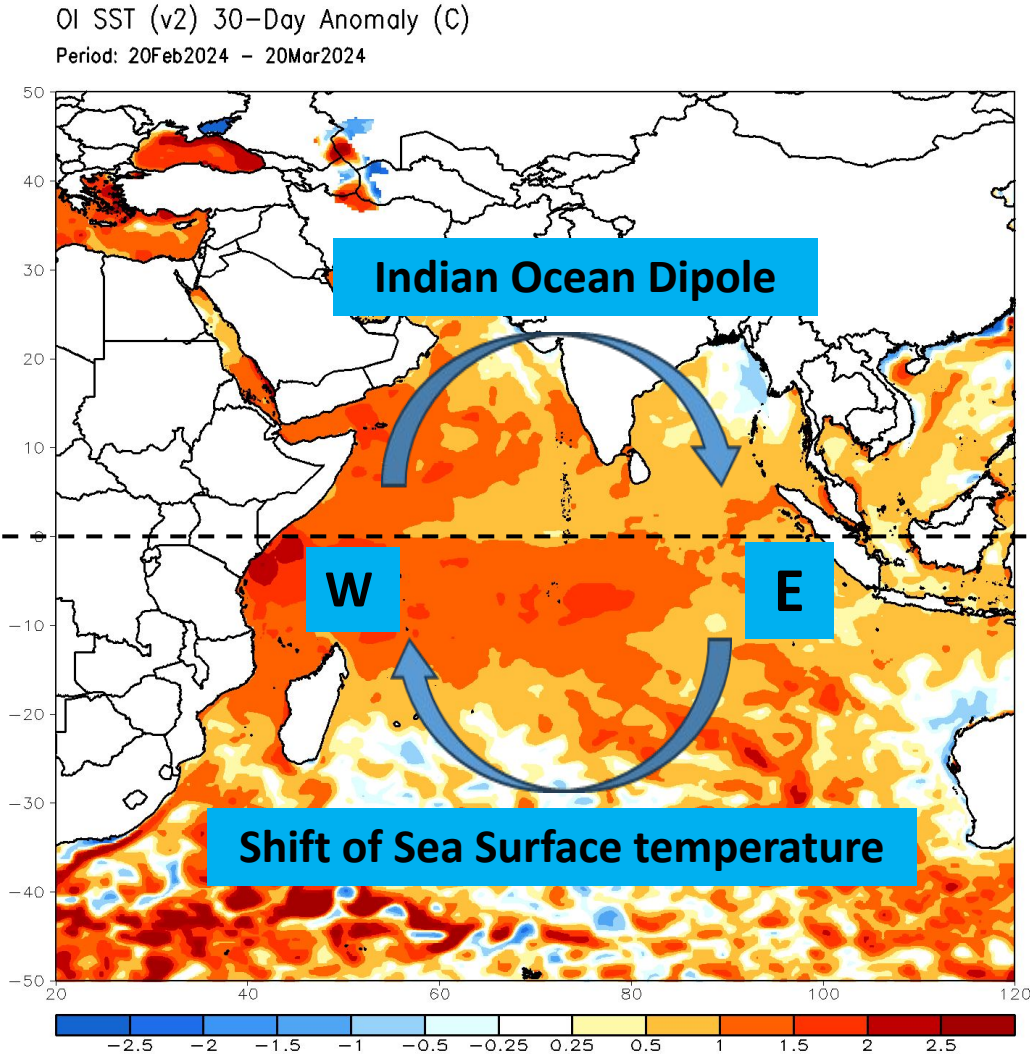 OI SST (v2) 30-Day Anomaly (C)
Period: 20Feb2024 - 20Mar2024
50
40
30
Indian Ocean Dipole
20
10
0
W
E
-10
-20
-30
Shift of Sea Surface temperature
-40
-50
20 40 60 80 100 120
-2.5 -2 -1.5 -1 -0.5 -0.25 0.25 0.5 1 1.5 2 2.5